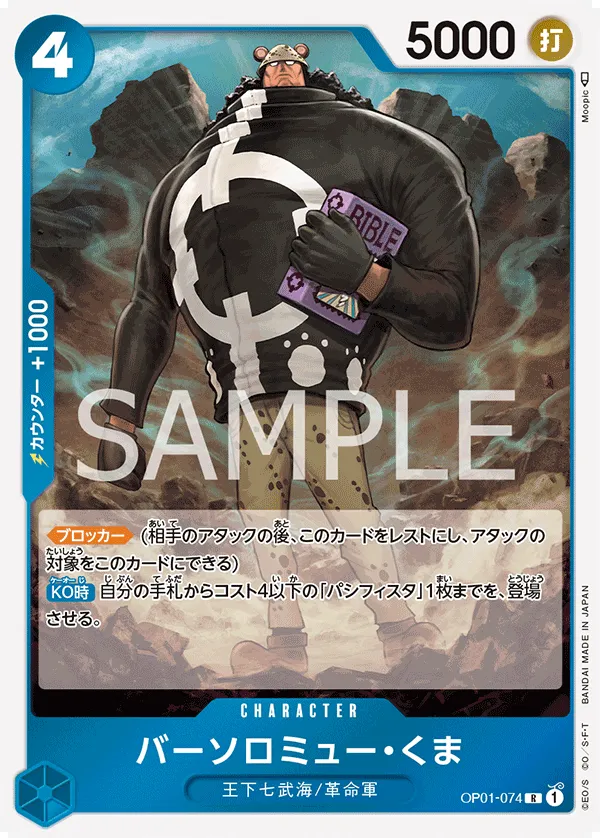 4
5000
打
Moopic
BIBLE
カウンター +1000
SAMPLE
ブロッカー (相手のアタックの後、このカードをレストにし、アタックの
対象をこのカードにできる)
KO時 自分の手札からコスト4以下の「パシフィスタ」1枚までを、登場
させる。
CHARACTER
バーソロミュー・くま
王下七武海/革命軍
OP01-074 R 1
©E.O/S ©O/S・F・T BANDAI MADE IN JAPAN